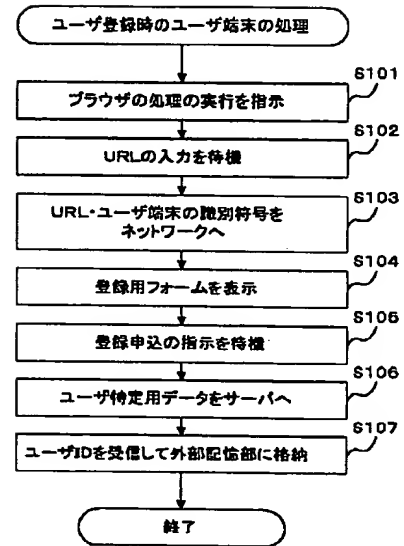 ユーザ登録時のユーザ端末の処理
S101
ブラウザの処理の実行を指示
S102
URLの入力を待機
S103
URL・ユーザ端末の識別符号を
ネットワークへ
S104
登録用フォームを表示
S105
登録申込の指示を待機
S106
ユーザ特定用データをサーバへ
S107
ユーザIDを受信して外部記憶部に格納
終了